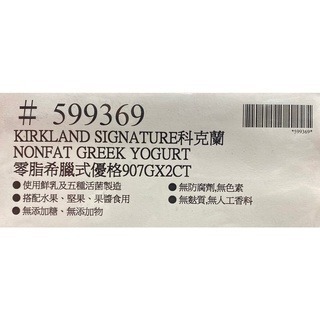 # 599369
*599369*
KIRKLAND SIGNATURE科克蘭
NONFAT GREEK YOGURT
零脂希臘式優格907GX2CT
●使用鮮乳及五種活菌製造
●無防腐劑,無色素
●搭配水果、堅果、果醬食用
●無麩質,無人工香料
●無添加糖、無添加物